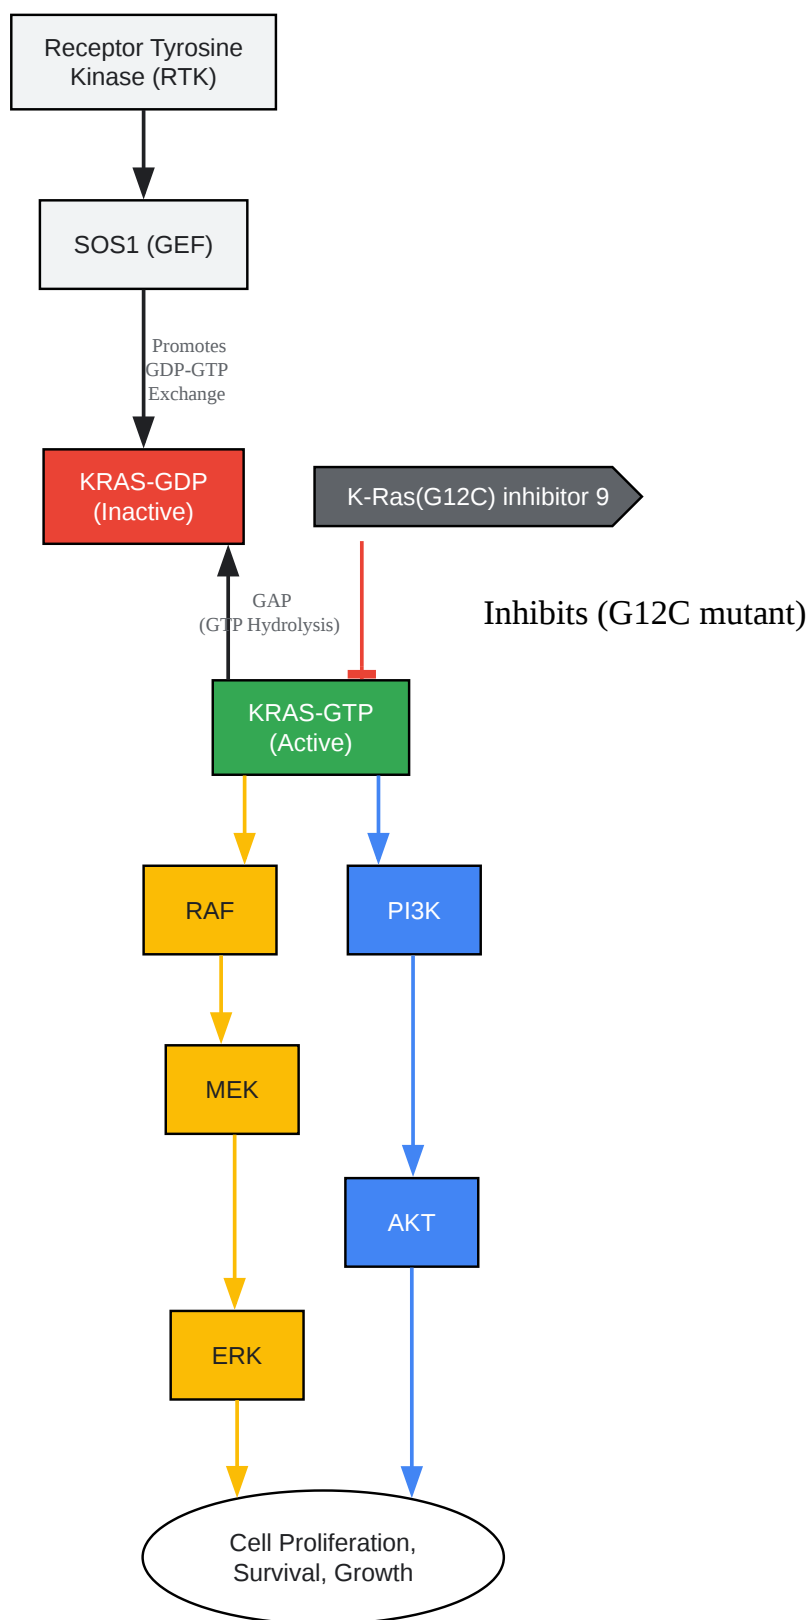 Receptor Tyrosine
Kinase (RTK)
SOS1 (GEF)
Promotes
GDP-GTP
Exchange
KRAS-GDP
(Inactive)
K-Ras(G12C) inhibitor 9
GAP
(GTP Hydrolysis)
Inhibits (G12C mutant)
KRAS-GTP
(Active)
RAF
PI3K
MEK
AKT
ERK
Cell Proliferation,
Survival, Growth